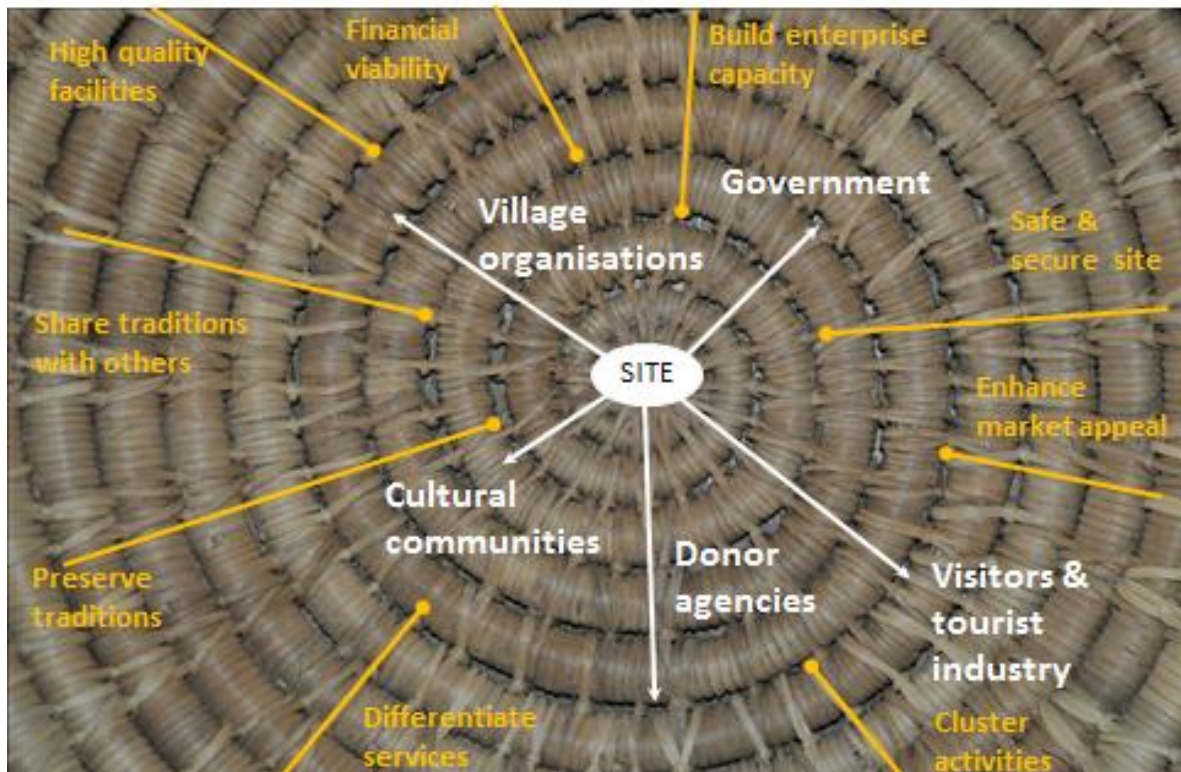 High quality
facilities
Financial
viability
Build enterprise
capacity
Government
Village
organisations
Safe &
secure site
Share traditions
with others
SITE
Enhance
market appeal
Cultural
communities
Donor
agencies
Visitors &
tourist
industry
Preserve
traditions
Differentiate
services
Cluster
activities